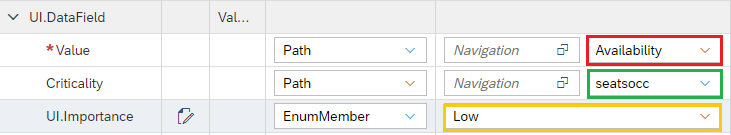 UI.DataField Val...
*Value Path Navigation Availability
Criticality Path Navigation seatsocc
UI.Importance EnumMember Low